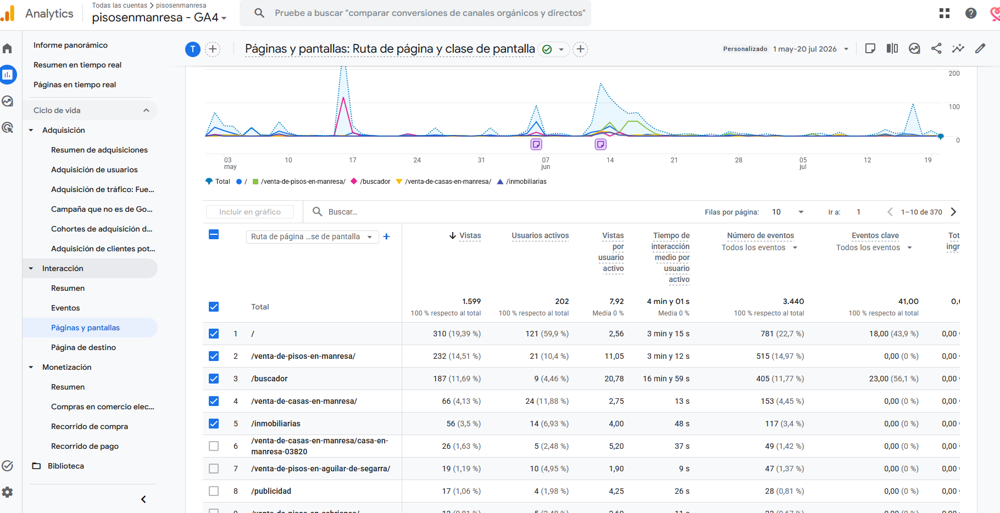 Analytics
Todas las cuentas > pisosenmanresa
pisosenmanresa - GA4
Pruebe a buscar "comparar conversiones de canales orgánicos y directos"
Informe panorámico
Resumen en tiempo real
Páginas en tiempo real
Ciclo de vida
Adquisición
Resumen de adquisiciones
Adquisición de usuarios
Adquisición de tráfico: Fue...
Campaña que no es de Go...
Cohortes de adquisición d...
Adquisición de clientes pot...
Interacción
Resumen
Eventos
Páginas y pantallas
Página de destino
Monetización
Resumen
Compras en comercio elec...
Recorrido de compra
Recorrido de pago
Biblioteca
T
Páginas y pantallas: Ruta de página y clase de pantalla
Personalizado 1 may-20 jul 2026
200
100
0
03 may 10 17 24 31 07 jun 14 21 28 05 jul 12 19
Total / /venta-de-pisos-en-manresa/ /buscador /venta-de-casas-en-manresa/ /inmobiliarias
Incluir en gráfico Buscar... Filas por página: 10 Ir a: 1 1–10 de 370
Ruta de página ...se de pantalla
Vistas
Usuarios activos
Vistas por usuario activo
Tiempo de interacción medio por usuario activo
Número de eventos
Todos los eventos
Eventos clave
Todos los eventos
Tot
ingr
Total 1.599 202 7,92 4 min y 01 s 3.440 41,00
100 % respecto al total 100 % respecto al total Media 0 % Media 0 % 100 % respecto al total 100 % respecto al total
1 / 310 (19,39 %) 121 (59,9 %) 2,56 3 min y 15 s 781 (22,7 %) 18,00 (43,9 %) 0,00
2 /venta-de-pisos-en-manresa/ 232 (14,51 %) 21 (10,4 %) 11,05 3 min y 12 s 515 (14,97 %) 0,00 (0 %) 0,00
3 /buscador 187 (11,69 %) 9 (4,46 %) 20,78 16 min y 59 s 405 (11,77 %) 23,00 (56,1 %) 0,00
4 /venta-de-casas-en-manresa/ 66 (4,13 %) 24 (11,88 %) 2,75 13 s 153 (4,45 %) 0,00 (0 %) 0,00
5 /inmobiliarias 56 (3,5 %) 14 (6,93 %) 4,00 48 s 117 (3,4 %) 0,00 (0 %) 0,00
6 /venta-de-casas-en-manresa/casa-en-manresa-03820 26 (1,63 %) 5 (2,48 %) 5,20 37 s 49 (1,42 %) 0,00 (0 %) 0,00
7 /venta-de-pisos-en-aguilar-de-segarra/ 19 (1,19 %) 10 (4,95 %) 1,90 9 s 47 (1,37 %) 0,00 (0 %) 0,00
8 /publicidad 17 (1,06 %) 4 (1,98 %) 4,25 26 s 28 (0,81 %) 0,00 (0 %) 0,00